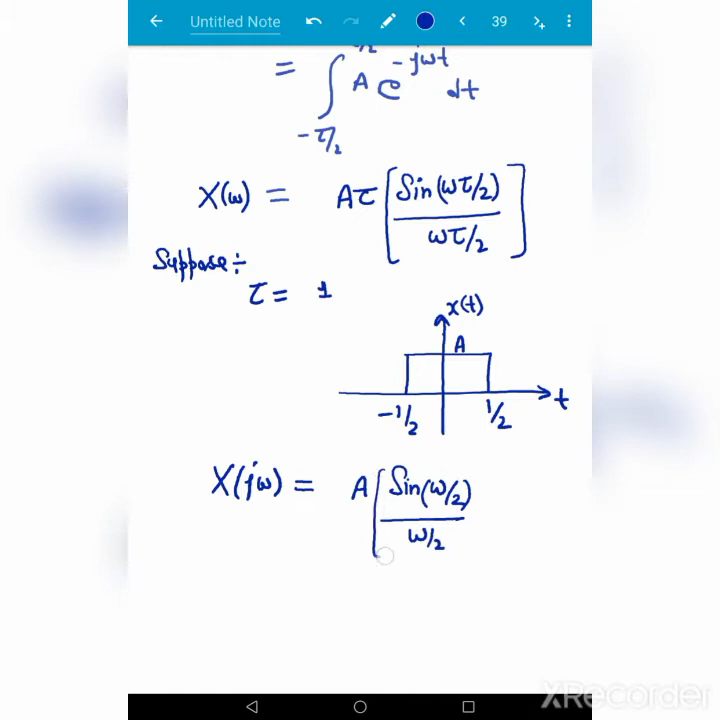 Untitled Note
39
= ∫ A e^-jωt dt
-τ/2
X(ω) = Aτ [ Sin(ωτ/2) / ωτ/2 ]
Suppose÷
τ = 1
x(t)
A
-1/2 1/2 t
X(jω) = A [ Sin(ω/2) / ω/2
XRecorder